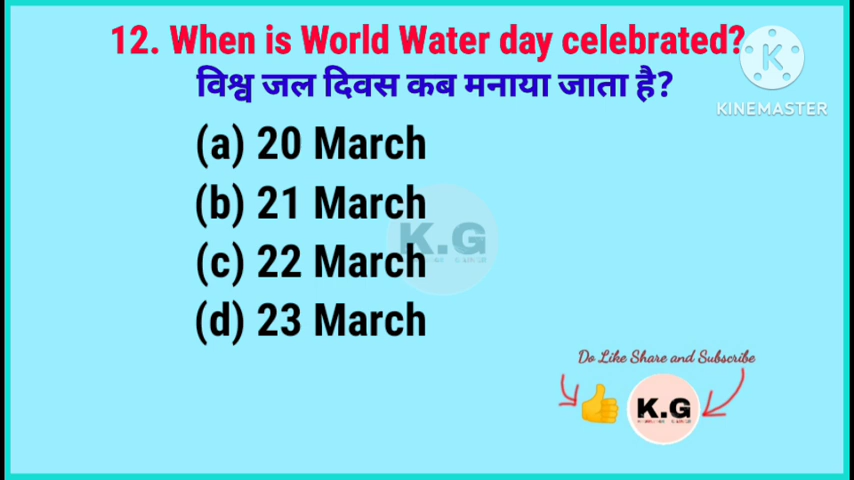 12. When is World Water day celebrated?
विश्व जल दिवस कब मनाया जाता है?
KINEMASTER
(a) 20 March
(b) 21 March
(c) 22 March
(d) 23 March
K.G
Do Like Share and Subscribe
K.G